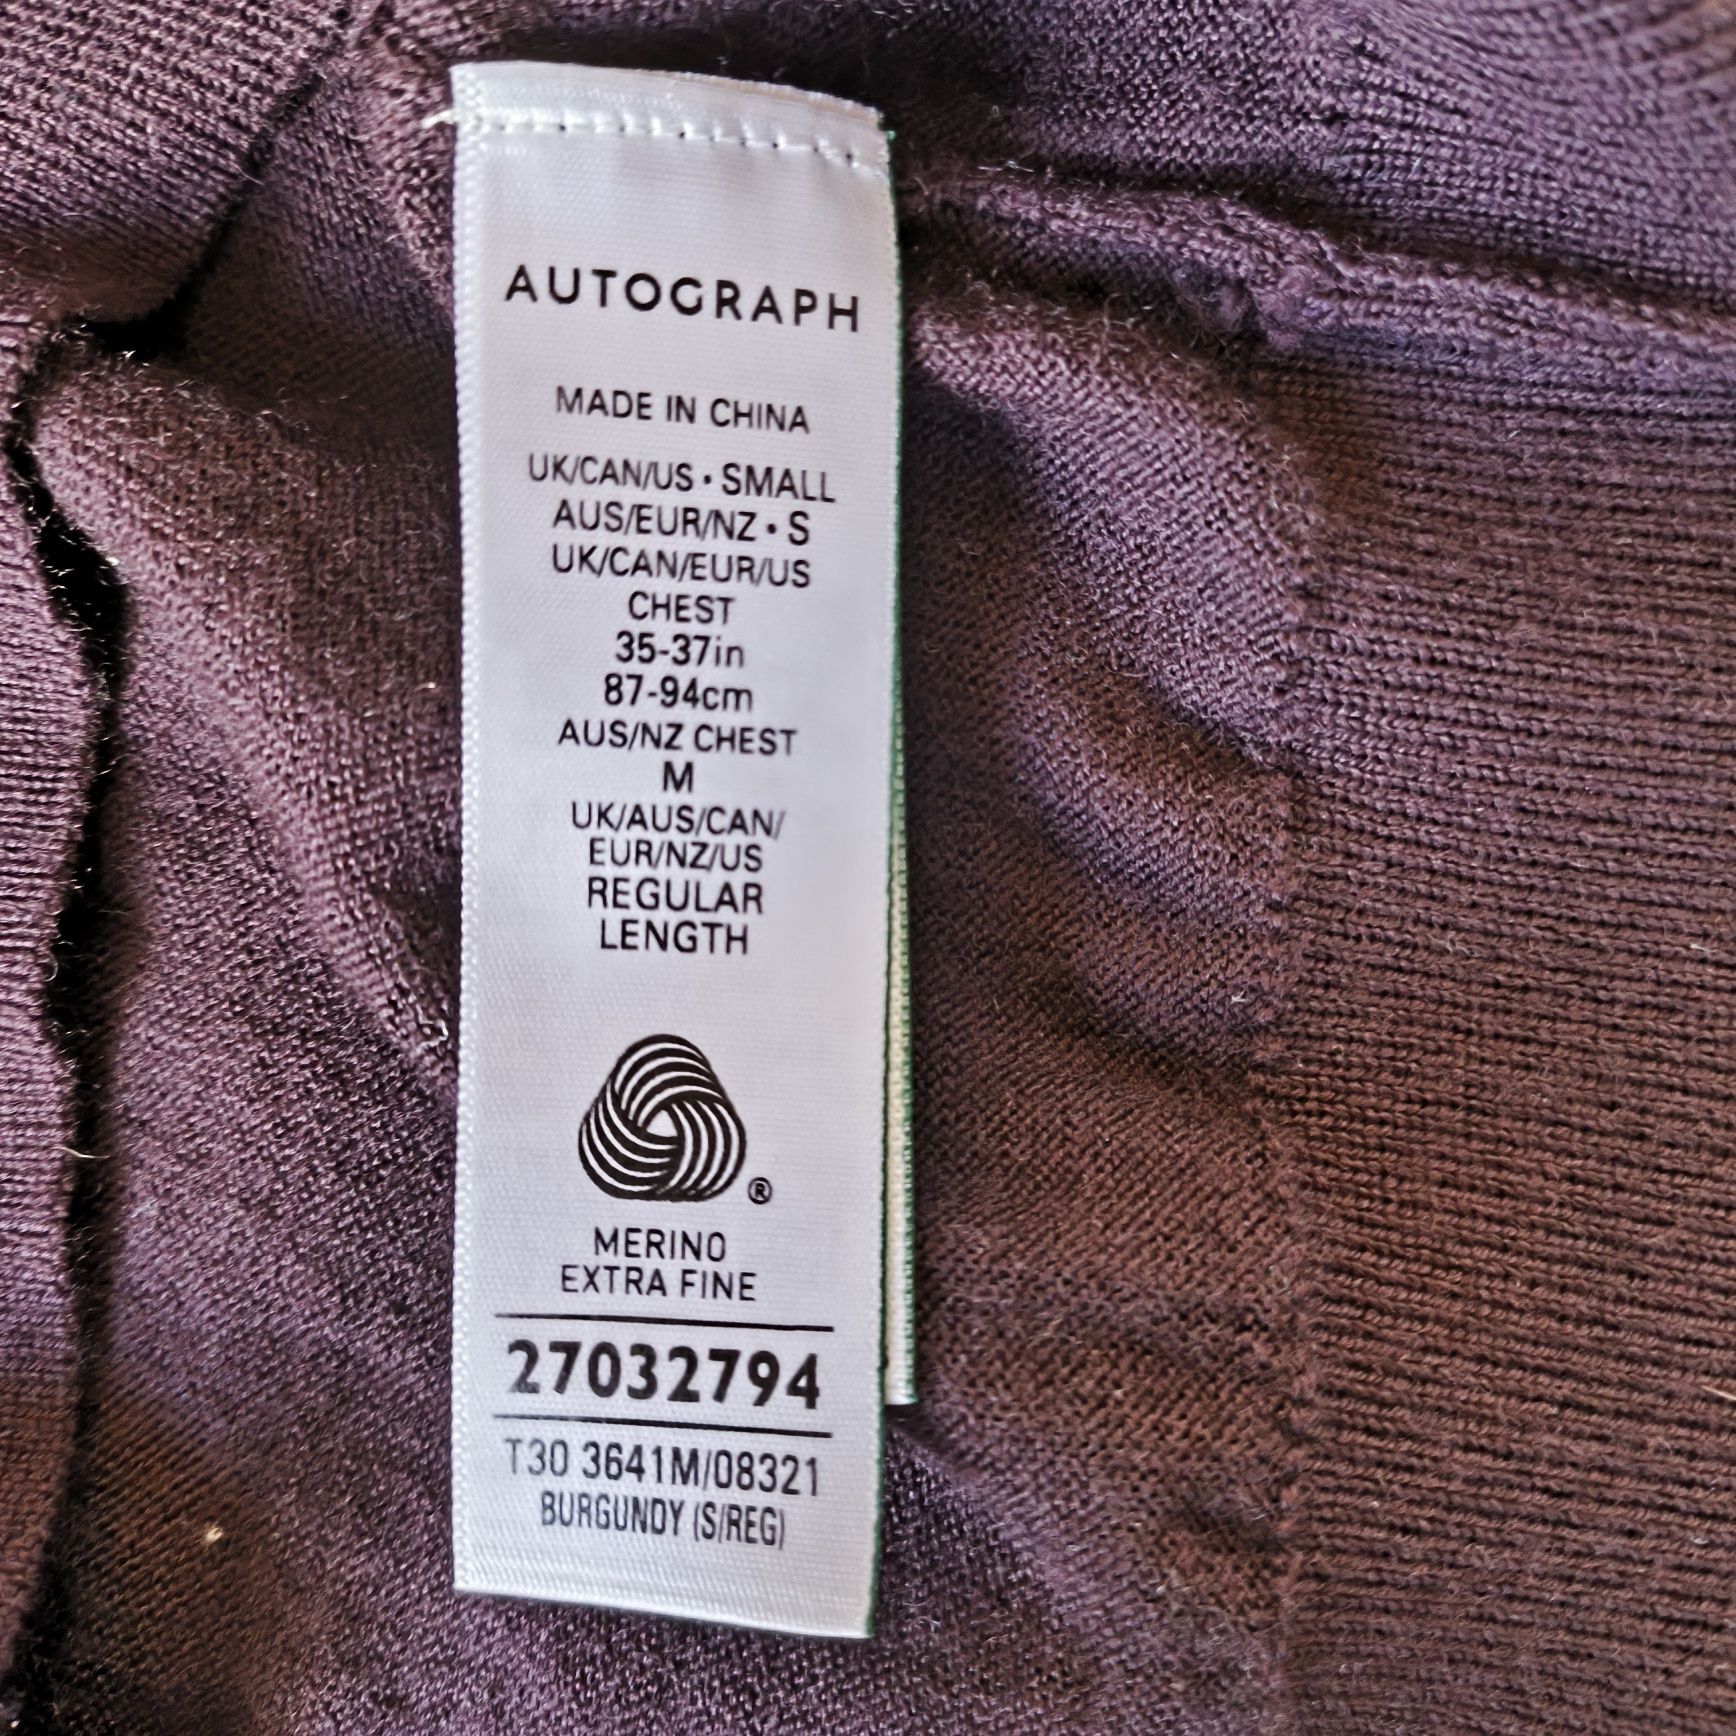 AUTOGRAPH
MADE IN CHINA
UK/CAN/US • SMALL
AUS/EUR/NZ • S
UK/CAN/EUR/US
CHEST
35-37in
87-94cm
AUS/NZ CHEST
M
UK/AUS/CAN/
EUR/NZ/US
REGULAR
LENGTH
®
MERINO
EXTRA FINE
27032794
T30 3641M/08321
BURGUNDY (S/REG)